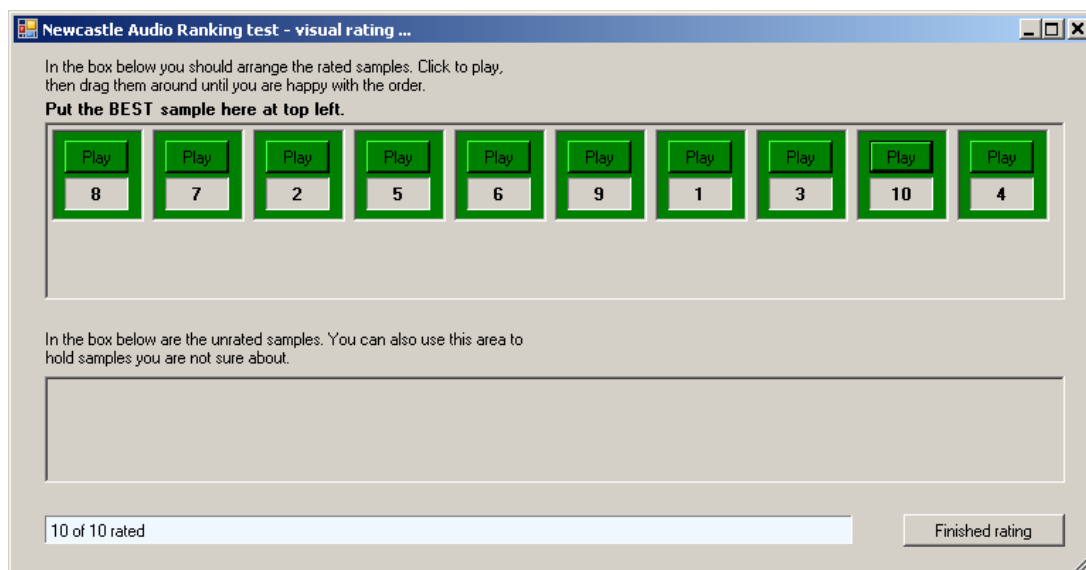 Newcastle Audio Ranking test - visual rating ...
In the box below you should arrange the rated samples. Click to play,
then drag them around until you are happy with the order.
Put the BEST sample here at top left.
Play Play Play Play Play Play Play Play Play Play
8 7 2 5 6 9 1 3 10 4
In the box below are the unrated samples. You can also use this area to
hold samples you are not sure about.
10 of 10 rated Finished rating